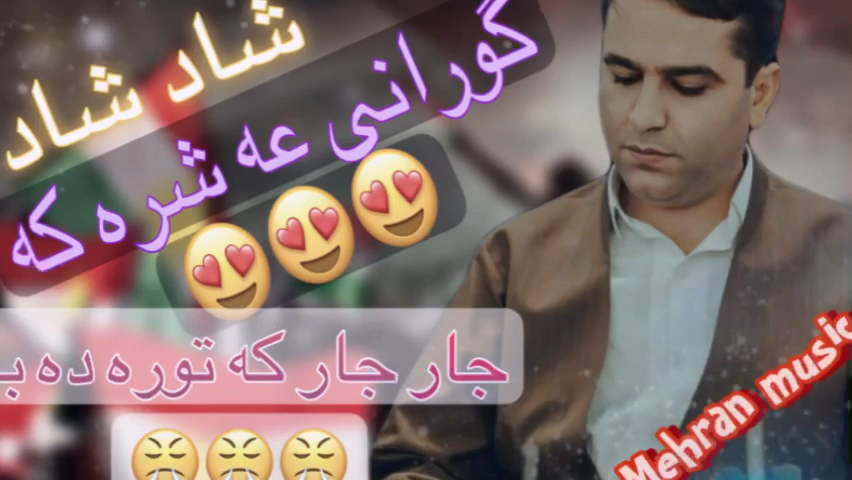 شاد شاد
گورانی عه شره که
جار جار که توره ده ب
Mehran music